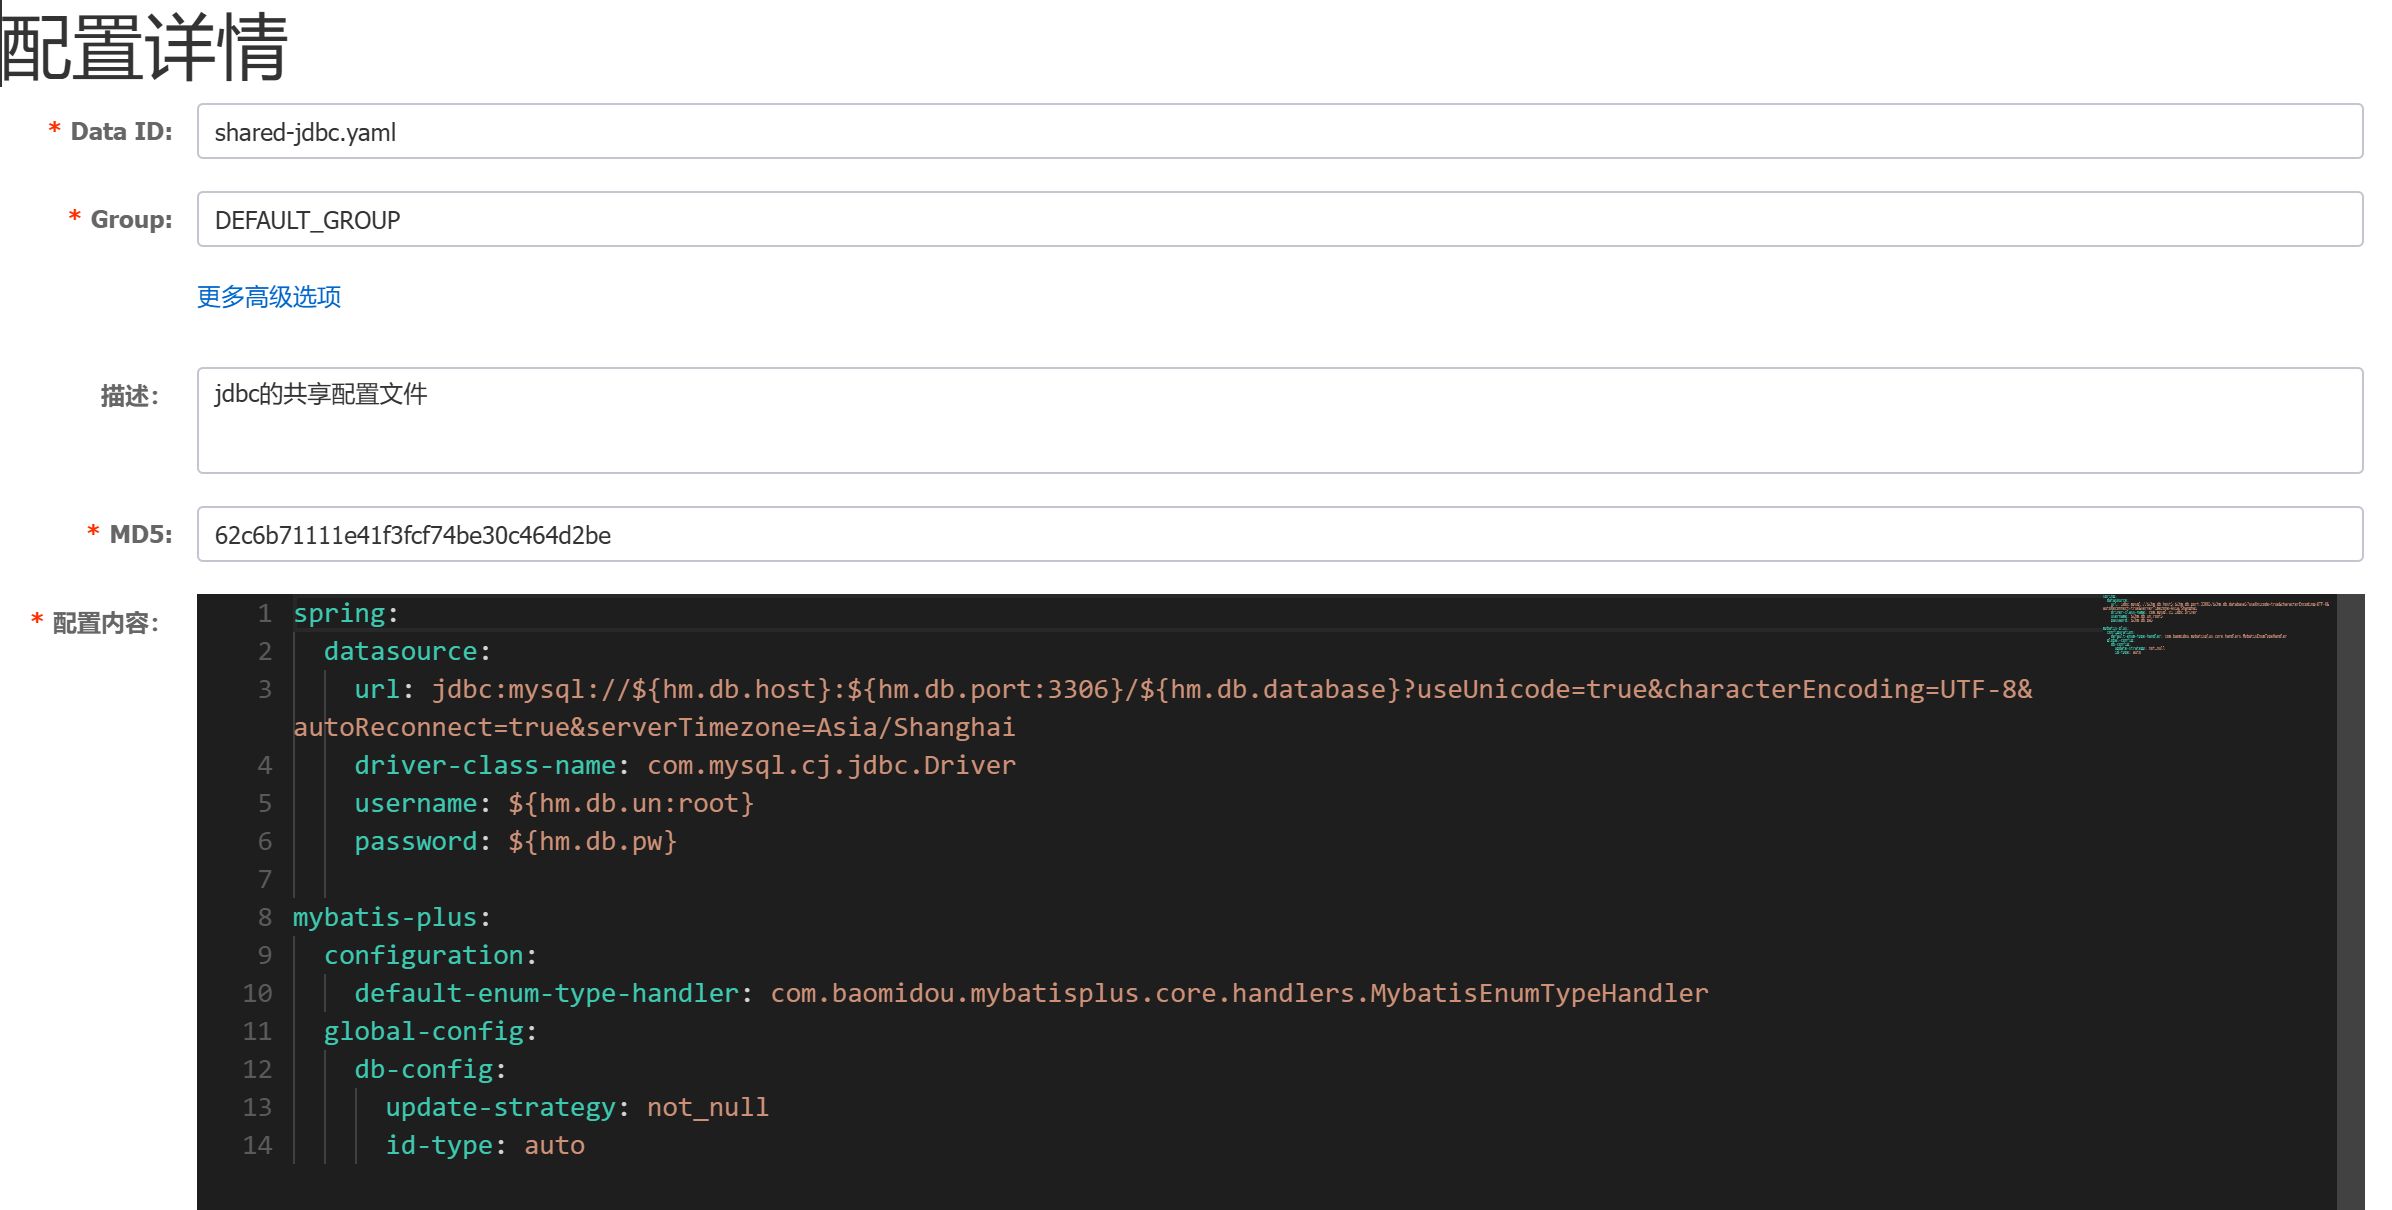 配置详情
* Data ID: shared-jdbc.yaml
* Group: DEFAULT_GROUP
更多高级选项
描述: jdbc的共享配置文件
* MD5: 62c6b71111e41f3fcf74be30c464d2be
* 配置内容:
1 spring:
2   datasource:
3     url: jdbc:mysql://${hm.db.host}:${hm.db.port:3306}/${hm.db.database}?useUnicode=true&characterEncoding=UTF-8&
autoReconnect=true&serverTimezone=Asia/Shanghai
4     driver-class-name: com.mysql.cj.jdbc.Driver
5     username: ${hm.db.un:root}
6     password: ${hm.db.pw}
7
8 mybatis-plus:
9   configuration:
10     default-enum-type-handler: com.baomidou.mybatisplus.core.handlers.MybatisEnumTypeHandler
11   global-config:
12     db-config:
13       update-strategy: not_null
14       id-type: auto